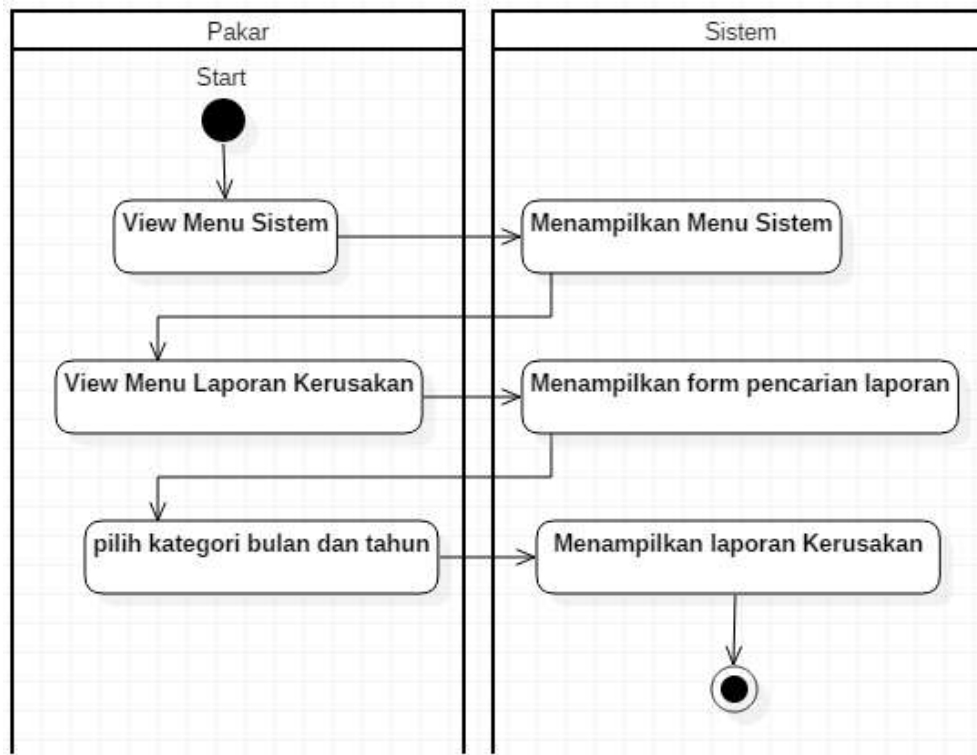 Pakar
Sistem
Start
View Menu Sistem
Menampilkan Menu Sistem
View Menu Laporan Kerusakan
Menampilkan form pencarian laporan
pilih kategori bulan dan tahun
Menampilkan laporan Kerusakan